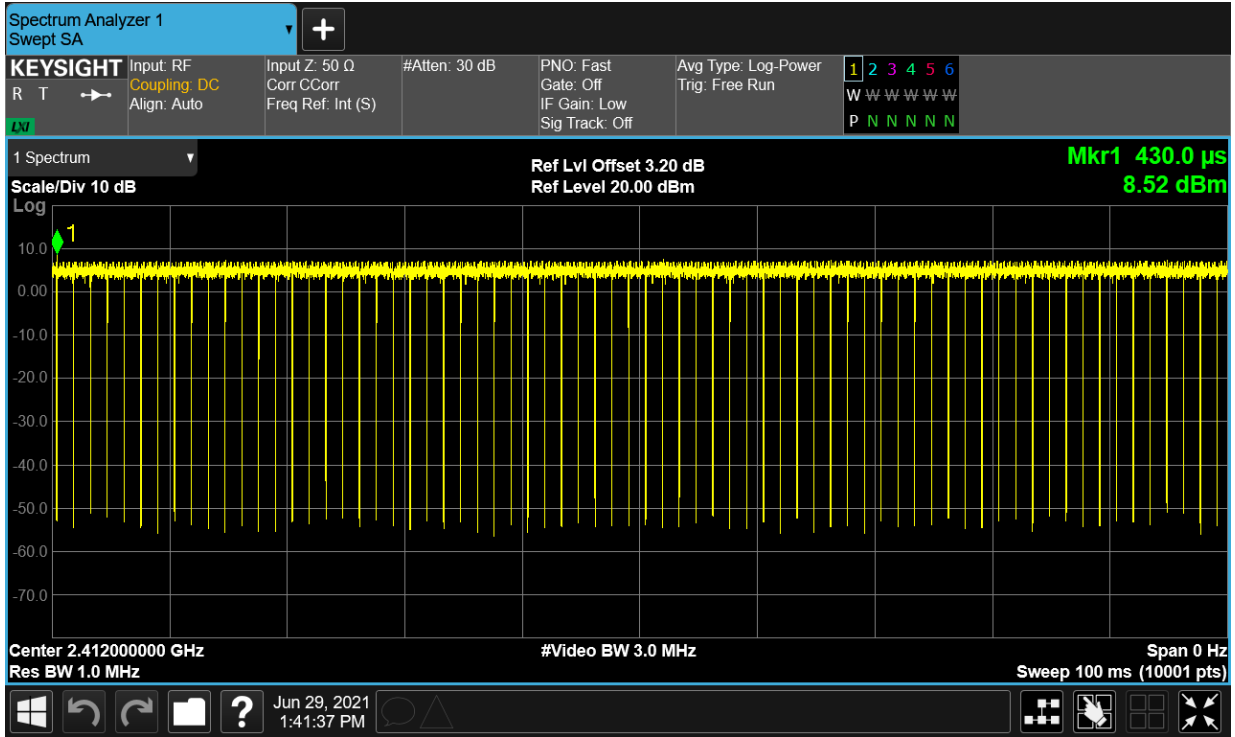 Spectrum Analyzer 1
Swept SA
KEYSIGHT
R T
LXI
Input: RF
Coupling: DC
Align: Auto
Input Z: 50 Ω
Corr CCorr
Freq Ref: Int (S)
#Atten: 30 dB
PNO: Fast
Gate: Off
IF Gain: Low
Sig Track: Off
Avg Type: Log-Power
Trig: Free Run
1 2 3 4 5 6
W W W W W W
P N N N N N
1 Spectrum
Scale/Div 10 dB
Log
Ref Lvl Offset 3.20 dB
Ref Level 20.00 dBm
Mkr1 430.0 µs
8.52 dBm
1
10.0
0.00
-10.0
-20.0
-30.0
-40.0
-50.0
-60.0
-70.0
Center 2.412000000 GHz
Res BW 1.0 MHz
#Video BW 3.0 MHz
Span 0 Hz
Sweep 100 ms (10001 pts)
?
Jun 29, 2021
1:41:37 PM